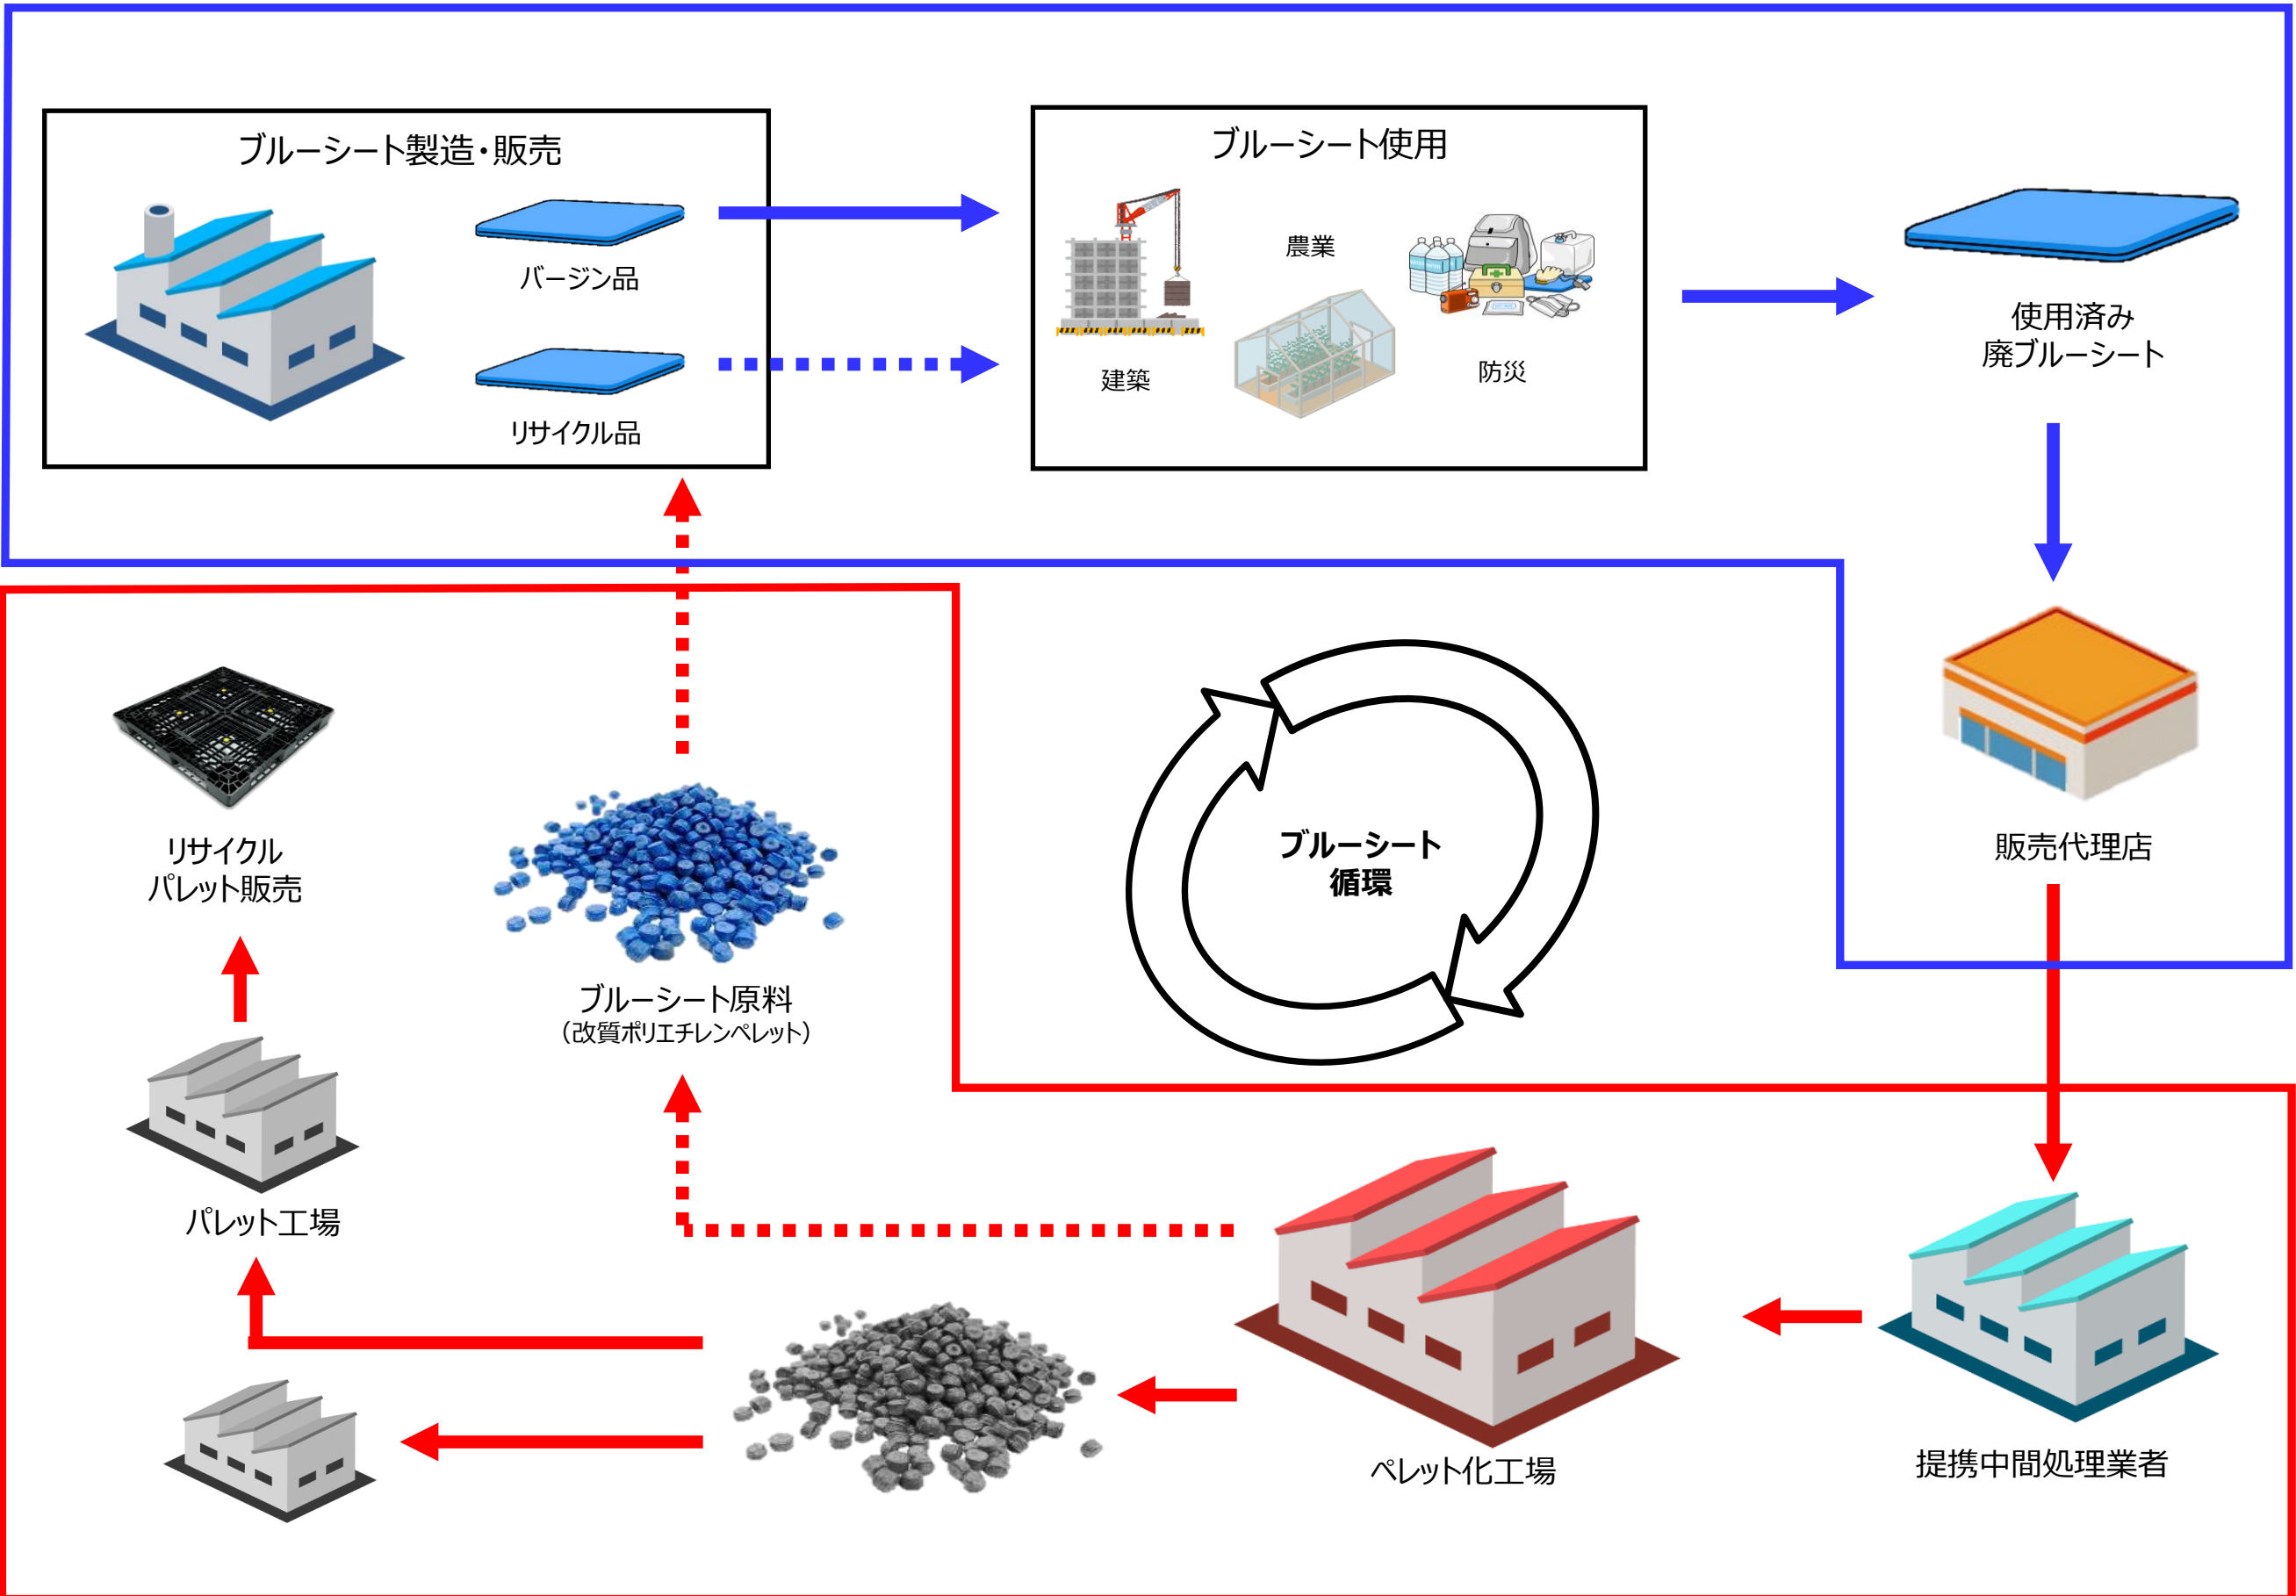 ブルーシート製造・販売
バージン品
リサイクル品
ブルーシート使用
建築
農業
防災
使用済み
廃ブルーシート
販売代理店
ブルーシート
循環
リサイクル
パレット販売
ブルーシート原料
（改質ポリエチレンペレット）
パレット工場
ペレット化工場
提携中間処理業者